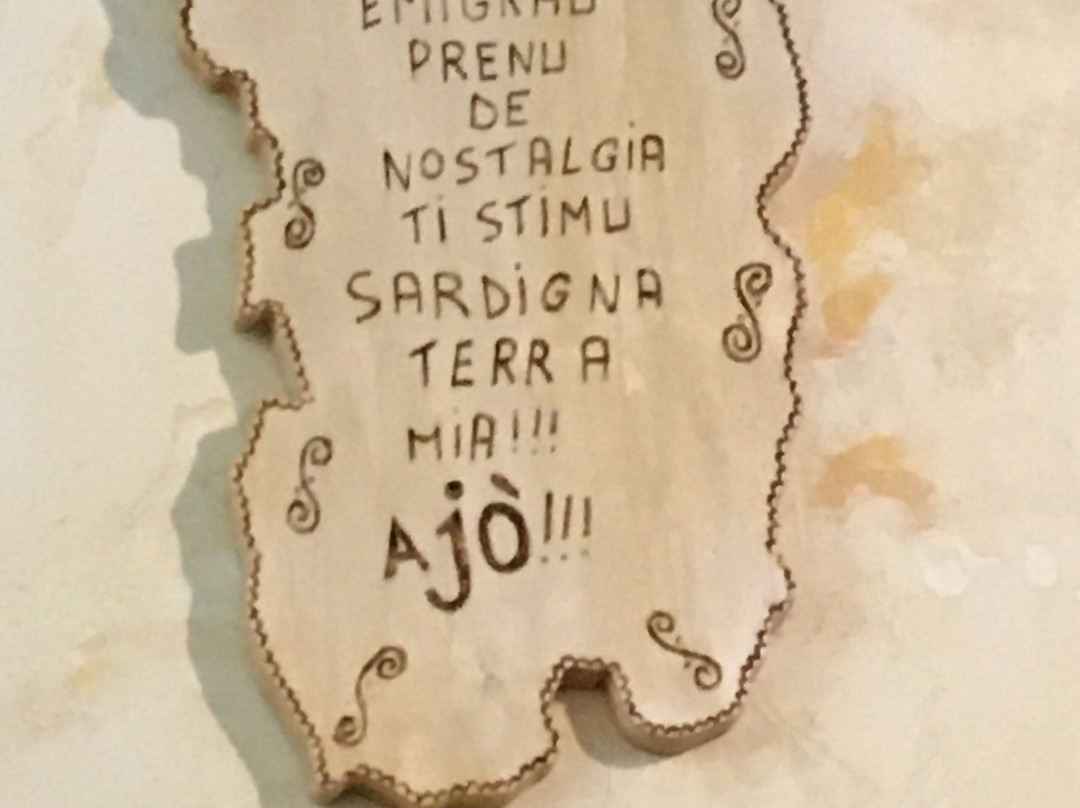 EMIGRAU
PRENU
DE
NOSTALGiA
Ti STiMU
SARDiGNA
TERRA
MiA!!!
AjÒ!!!